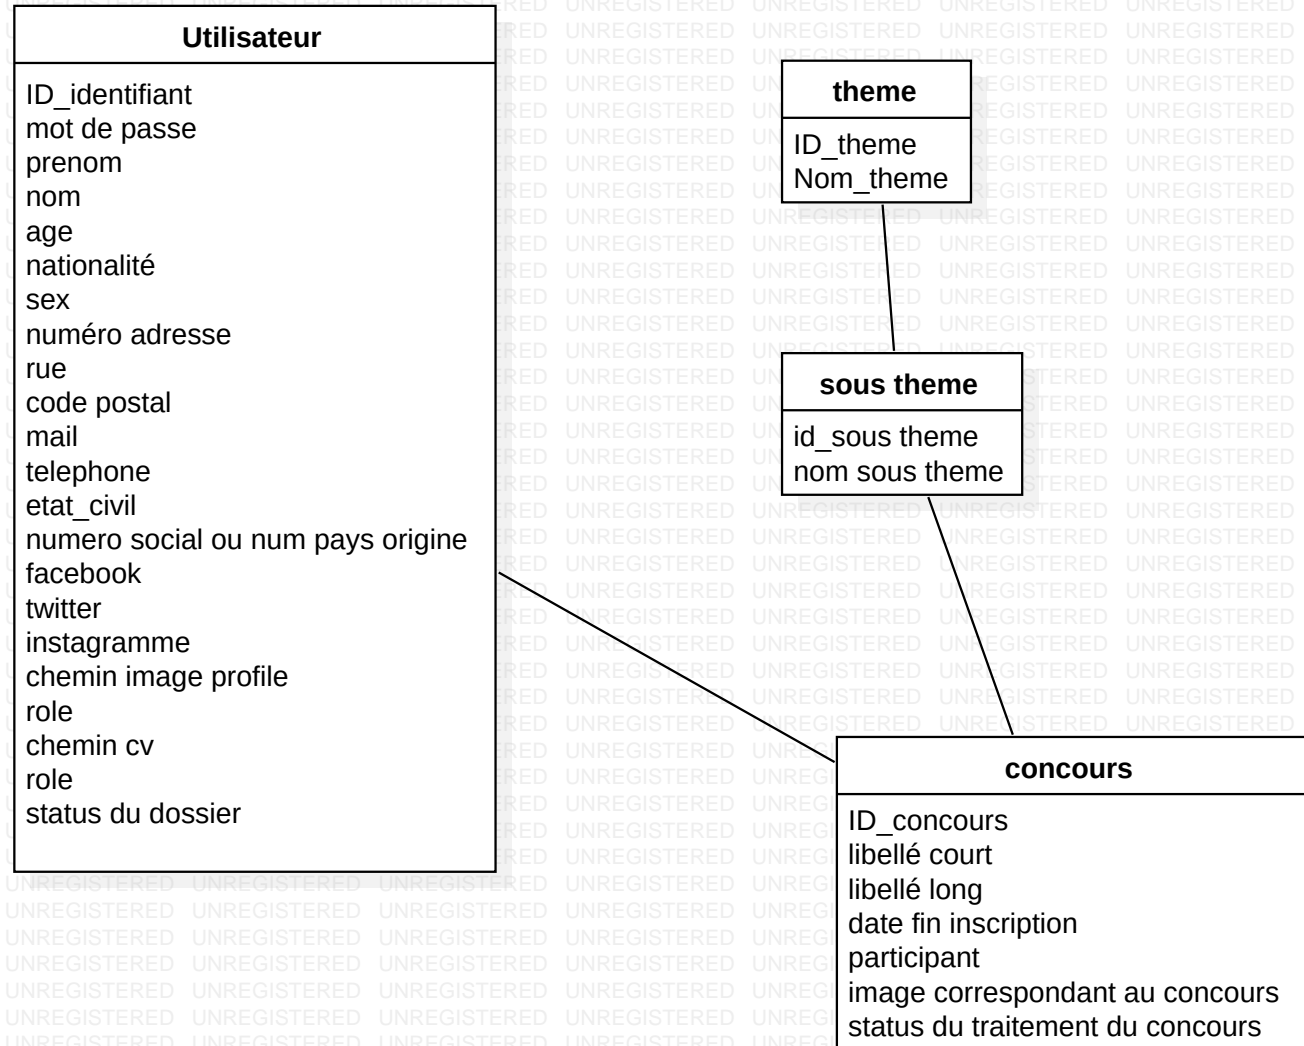 Utilisateur
ID_identifiant
mot de passe
prenom
nom
age
nationalité
sex
numéro adresse
rue
code postal
mail
telephone
etat_civil
numero social ou num pays origine
facebook
twitter
instagramme
chemin image profile
role
chemin cv
role
status du dossier
theme
ID_theme
Nom_theme
sous theme
id_sous theme
nom sous theme
concours
ID_concours
libellé court
libellé long
date fin inscription
participant
image correspondant au concours
status du traitement du concours
UNREGISTERED